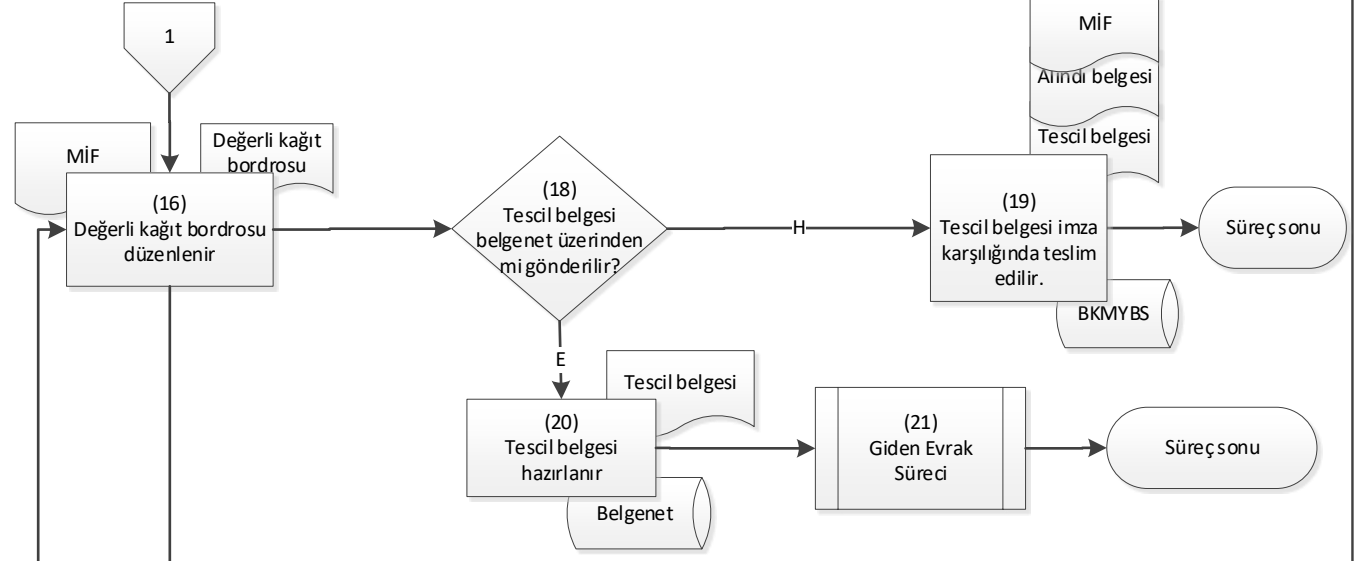 1
MİF
Değerli kağıt
bordrosu
(16)
Değerli kağıt bordrosu
düzenlenir
(18)
Tescil belgesi
belgenet üzerinden
mi gönderilir?
H
MİF
Alındı belgesi
Tescil belgesi
(19)
Tescil belgesi imza
karşılığında teslim
edilir.
BKMYBS
Süreç sonu
E
Tescil belgesi
(20)
Tescil belgesi
hazırlanır
Belgenet
(21)
Giden Evrak
Süreci
Süreç sonu